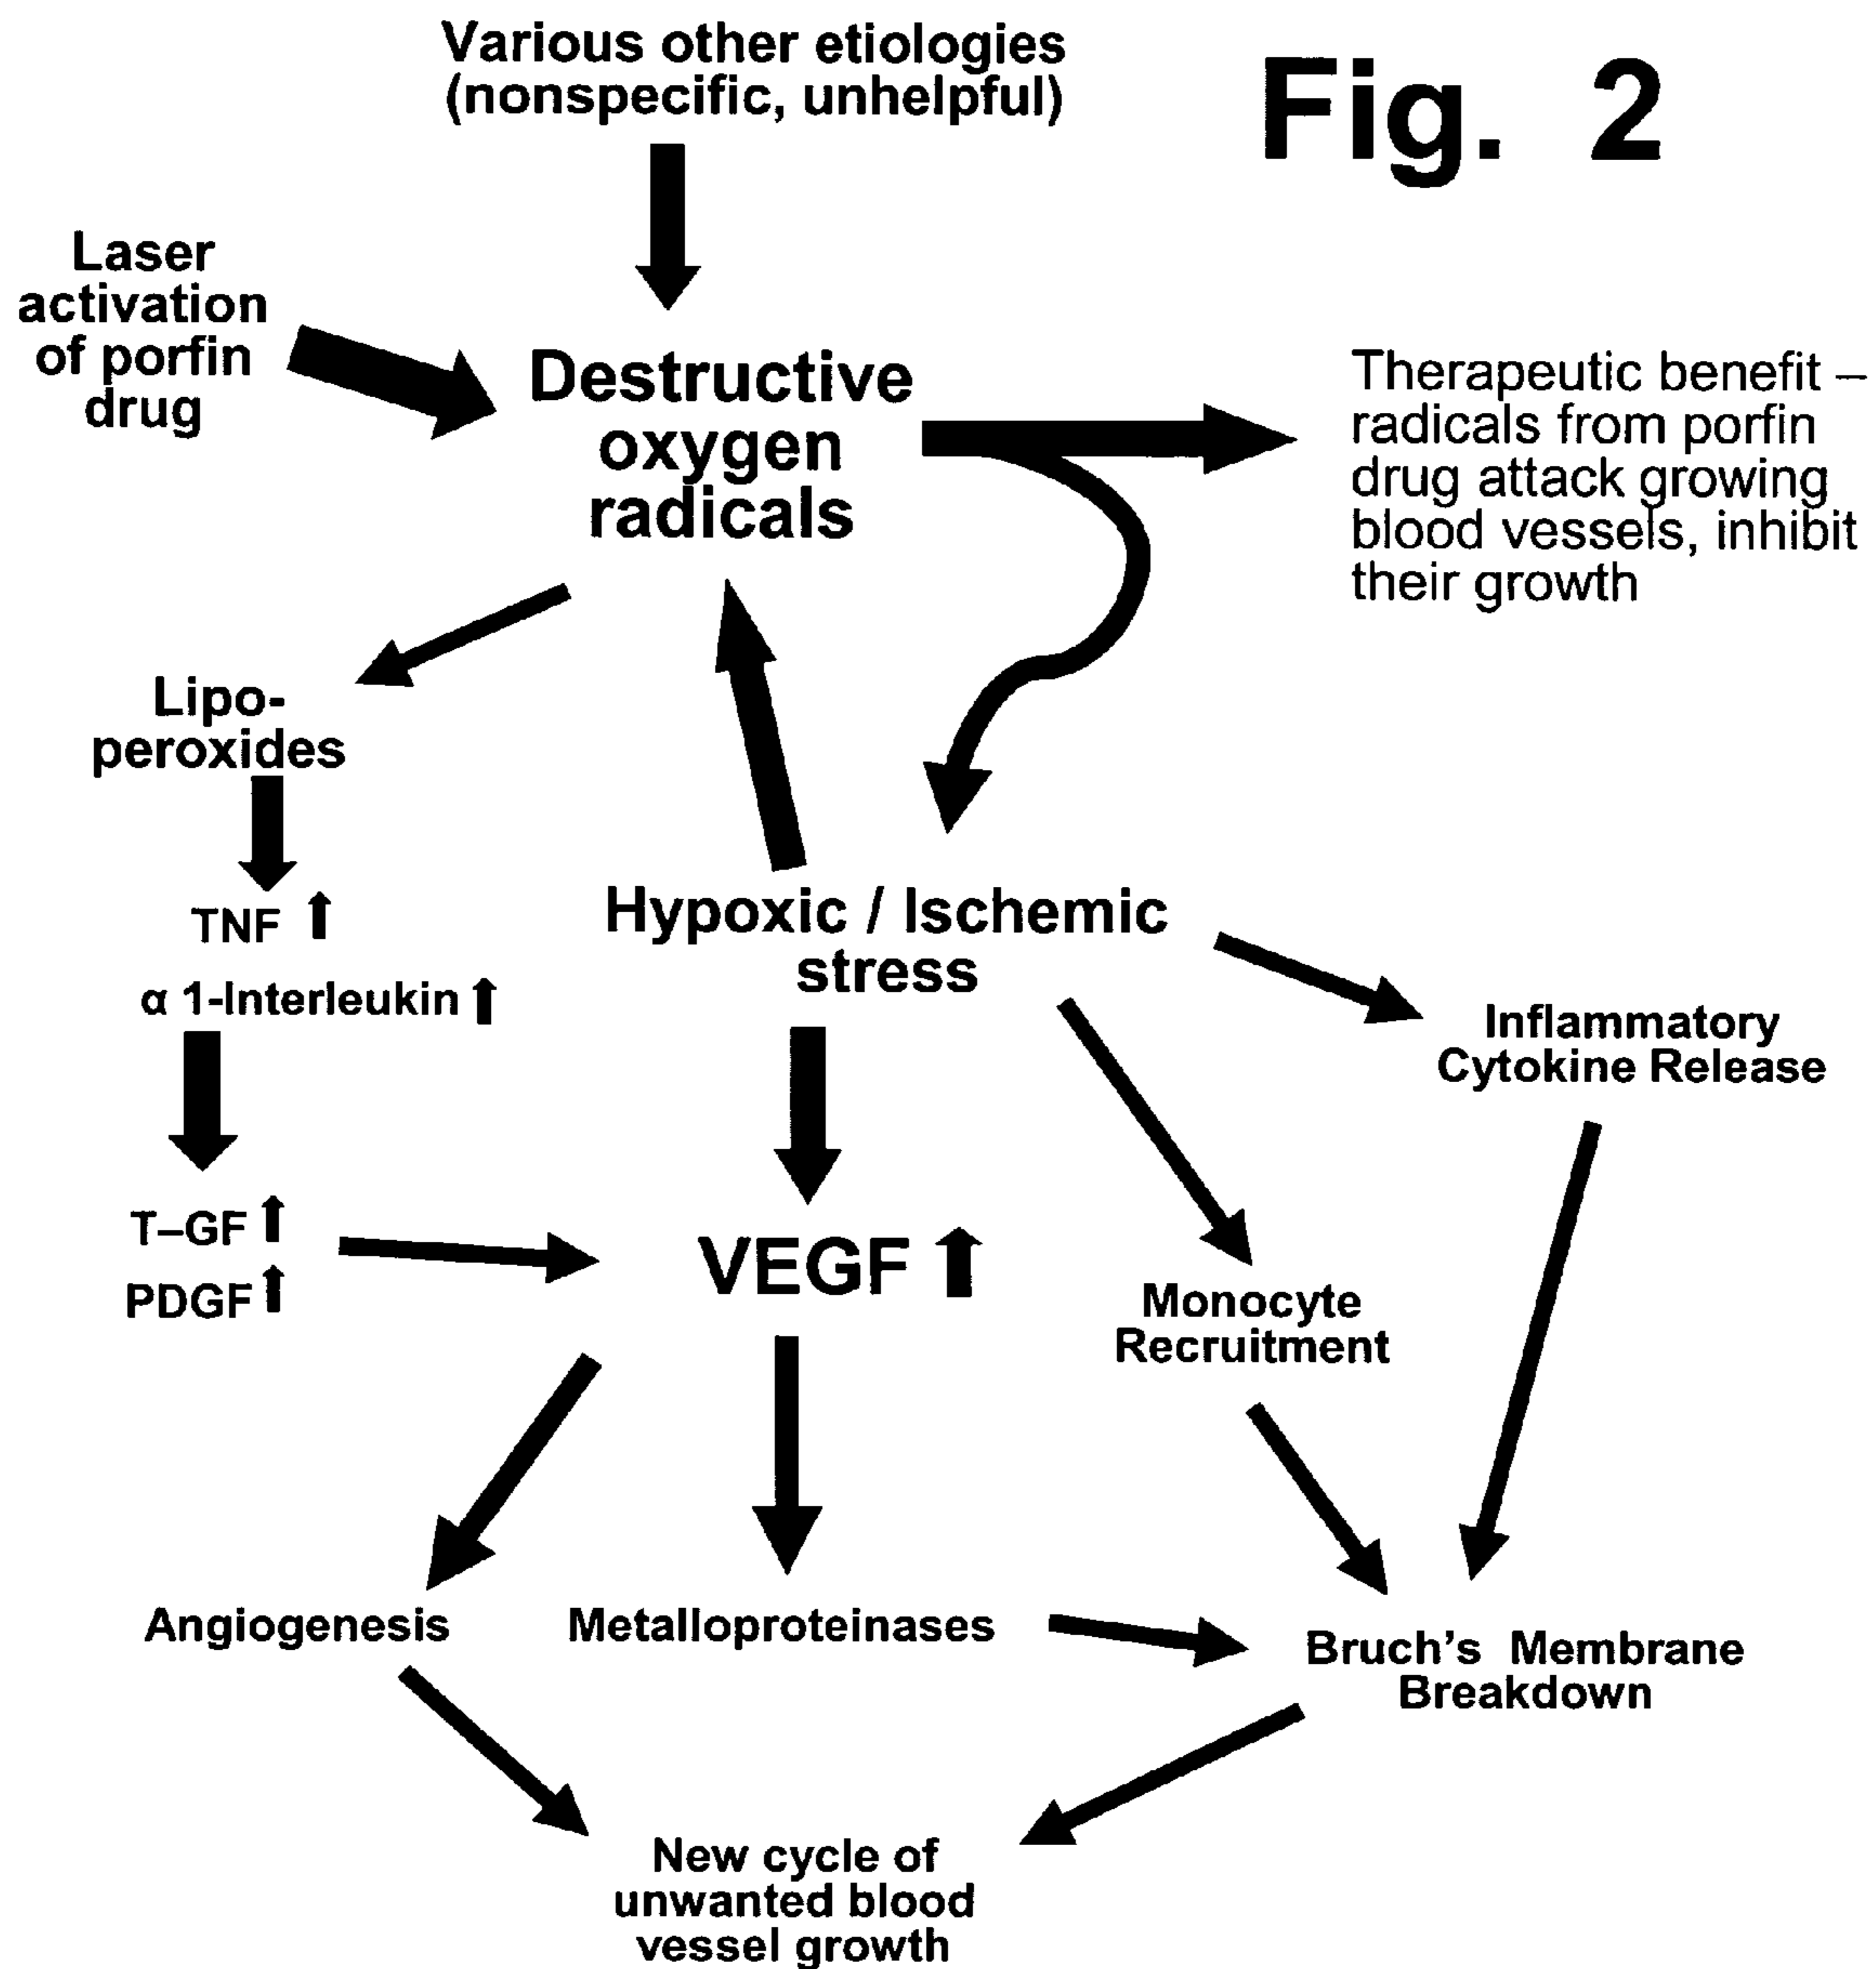 Various other etiologies
(nonspecific, unhelpful)
Fig. 2
Laser
activation
of porfin
drug
Destructive
oxygen
radicals
Therapeutic benefit –
radicals from porfin
drug attack growing
blood vessels, inhibit
their growth
Lipo-
peroxides
TNF ⬆
α 1-Interleukin ⬆
Hypoxic / Ischemic
stress
Inflammatory
Cytokine Release
T–GF ⬆
PDGF ⬆
VEGF ⬆
Monocyte
Recruitment
Angiogenesis
Metalloproteinases
Bruch's Membrane
Breakdown
New cycle of
unwanted blood
vessel growth